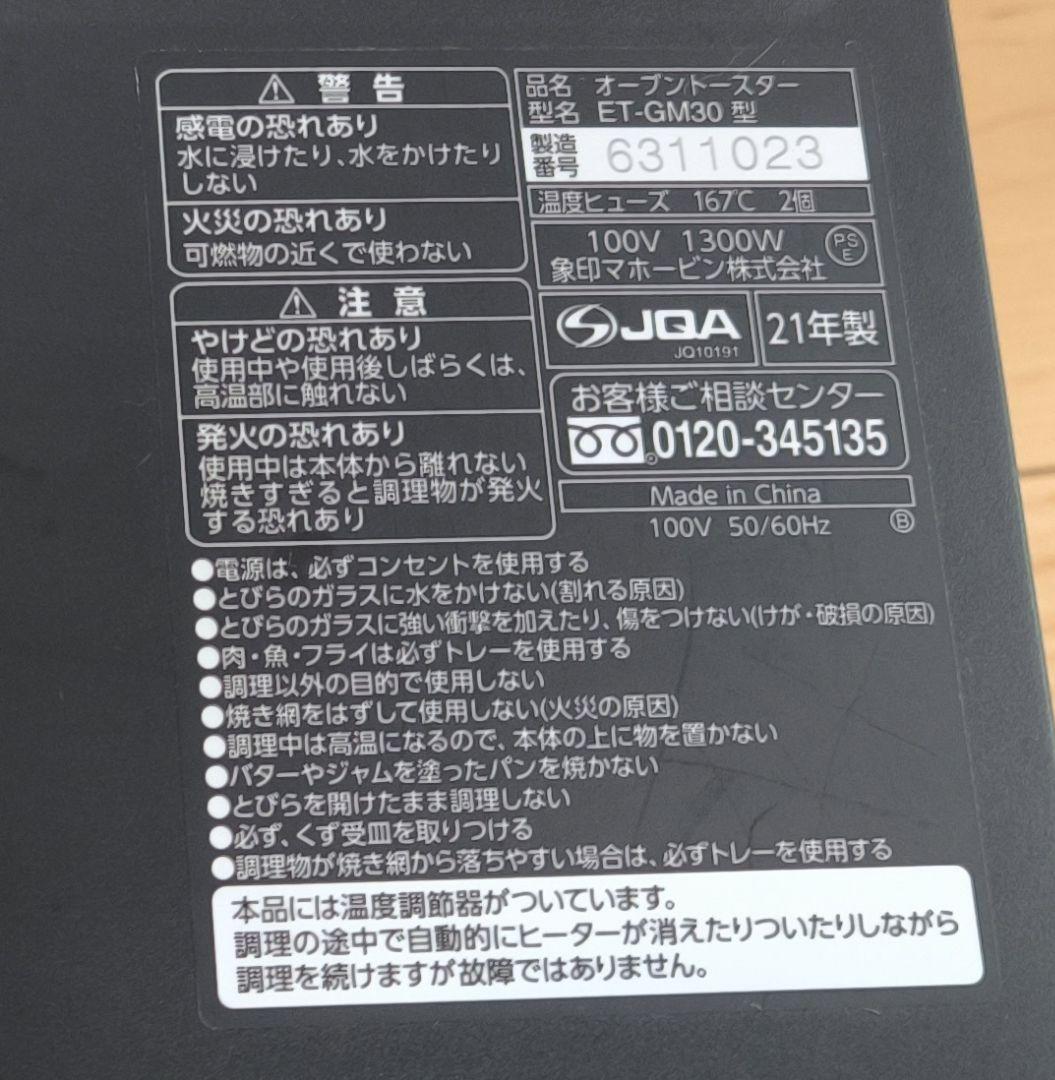 警告
感電の恐れあり
水に浸けたり、水をかけたり
しない
火災の恐れあり
可燃物の近くで使わない
注意
やけどの恐れあり
使用中や使用後しばらくは、
高温部に触れない
発火の恐れあり
使用中は本体から離れない
焼きすぎると調理物が発火
する恐れあり
品名 オーブントースター
型名 ET-GM30 型
製造
番号 6311023
温度ヒューズ 167℃ 2個
100V 1300W
PS
E
象印マホービン株式会社
JQA
JQ10191
21年製
お客様ご相談センター
0120-345135
Made in China
100V 50/60Hz Ⓑ
●電源は、必ずコンセントを使用する
●とびらのガラスに水をかけない(割れる原因)
●とびらのガラスに強い衝撃を加えたり、傷をつけない(けが・破損の原因)
●肉・魚・フライは必ずトレーを使用する
●調理以外の目的で使用しない
●焼き網をはずして使用しない(火災の原因)
●調理中は高温になるので、本体の上に物を置かない
●バターやジャムを塗ったパンを焼かない
●とびらを開けたまま調理しない
●必ず、くず受皿を取りつける
●調理物が焼き網から落ちやすい場合は、必ずトレーを使用する
本品には温度調節器がついています。
調理の途中で自動的にヒーターが消えたりついたりしながら
調理を続けますが故障ではありません。